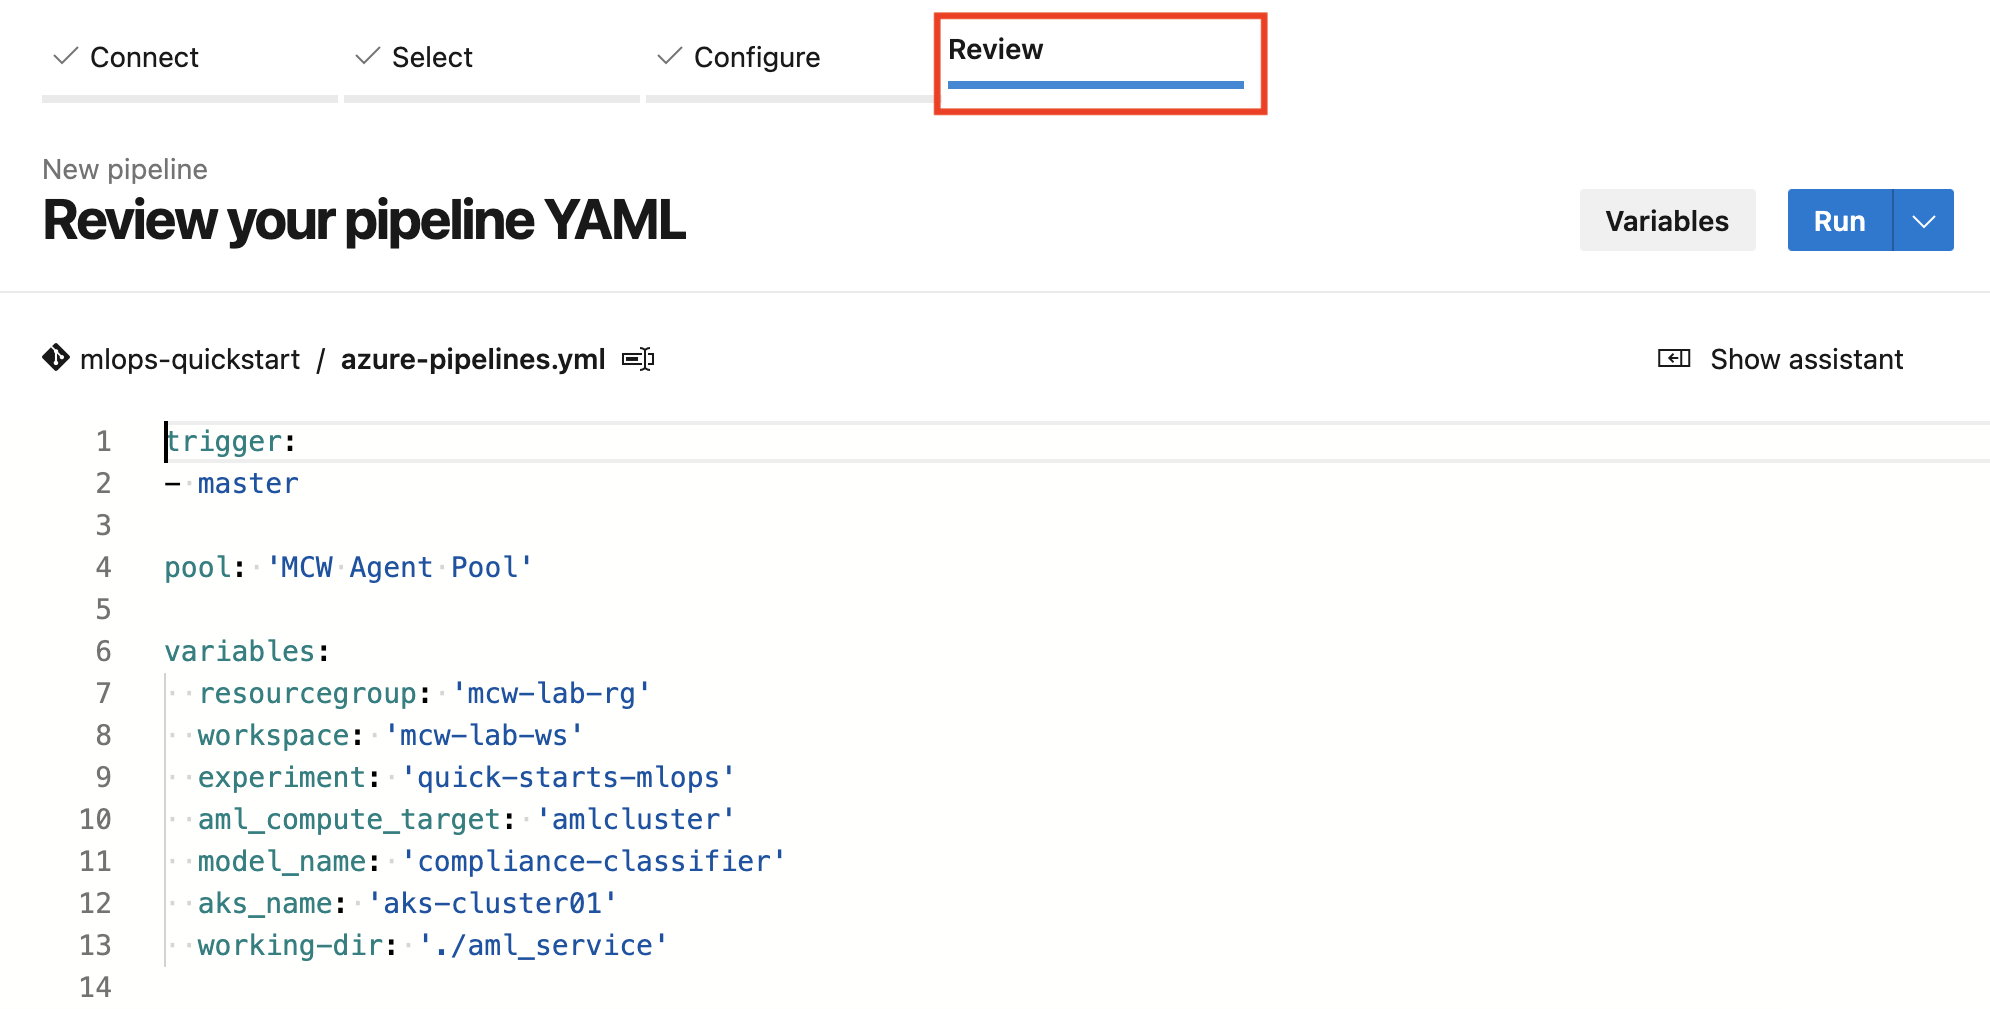 Connect Select Configure Review
New pipeline
Review your pipeline YAML
Variables Run
mlops-quickstart / azure-pipelines.yml Show assistant
1 trigger:
2 - master
3
4 pool: 'MCW Agent Pool'
5
6 variables:
7   resourcegroup: 'mcw-lab-rg'
8   workspace: 'mcw-lab-ws'
9   experiment: 'quick-starts-mlops'
10   aml_compute_target: 'amlcluster'
11   model_name: 'compliance-classifier'
12   aks_name: 'aks-cluster01'
13   working-dir: './aml_service'
14